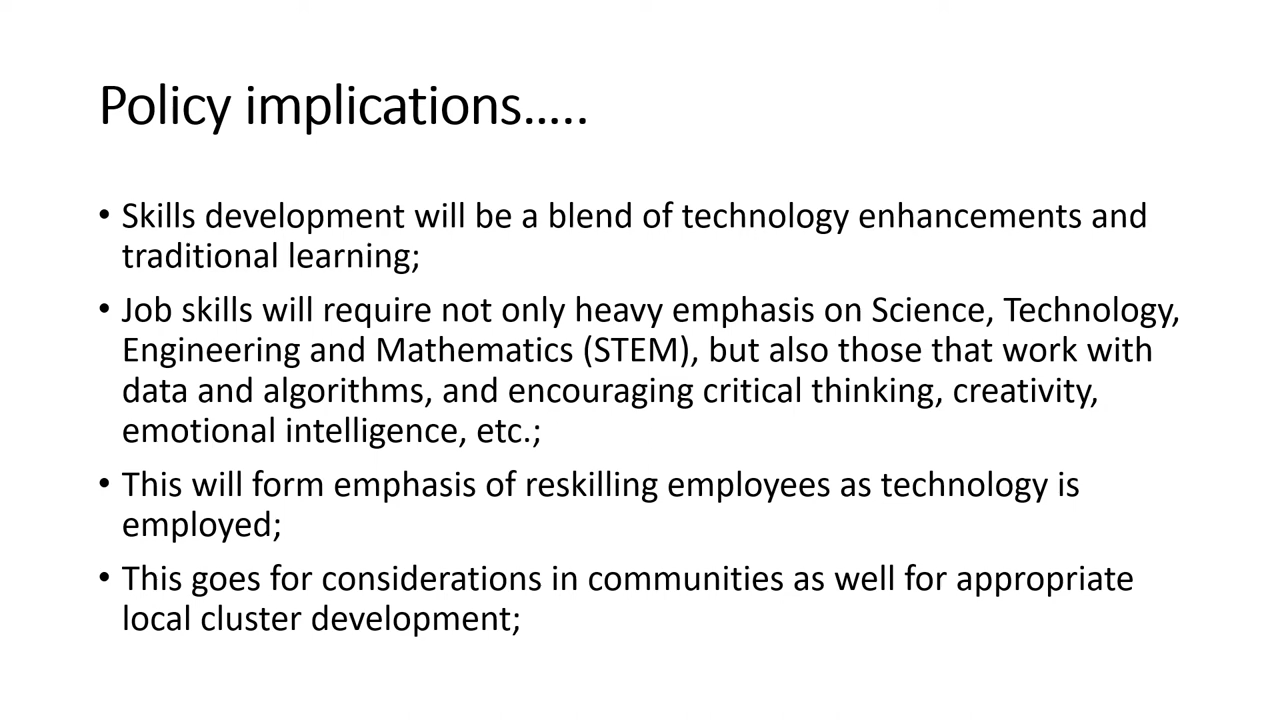 Policy implications.....
• Skills development will be a blend of technology enhancements and
traditional learning;
• Job skills will require not only heavy emphasis on Science, Technology,
Engineering and Mathematics (STEM), but also those that work with
data and algorithms, and encouraging critical thinking, creativity,
emotional intelligence, etc.;
• This will form emphasis of reskilling employees as technology is
employed;
• This goes for considerations in communities as well for appropriate
local cluster development;